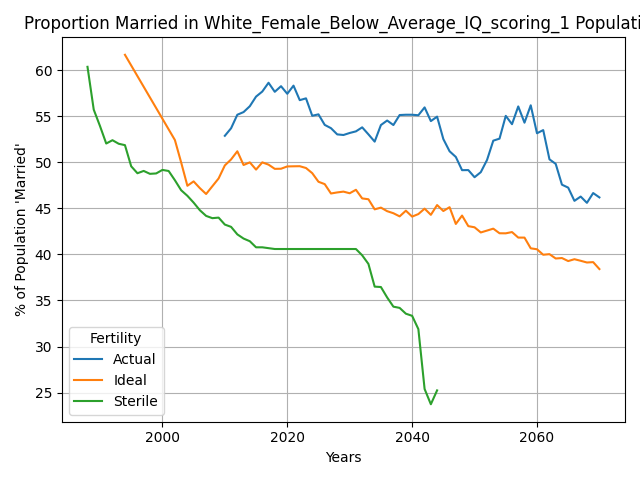 Proportion Married in White_Female_Below_Average_IQ_scoring_1 Populati
% of Population 'Married'
60
55
50
45
40
35
30
25
Fertility
Actual
Ideal
Sterile
2000
2020
2040
2060
Years